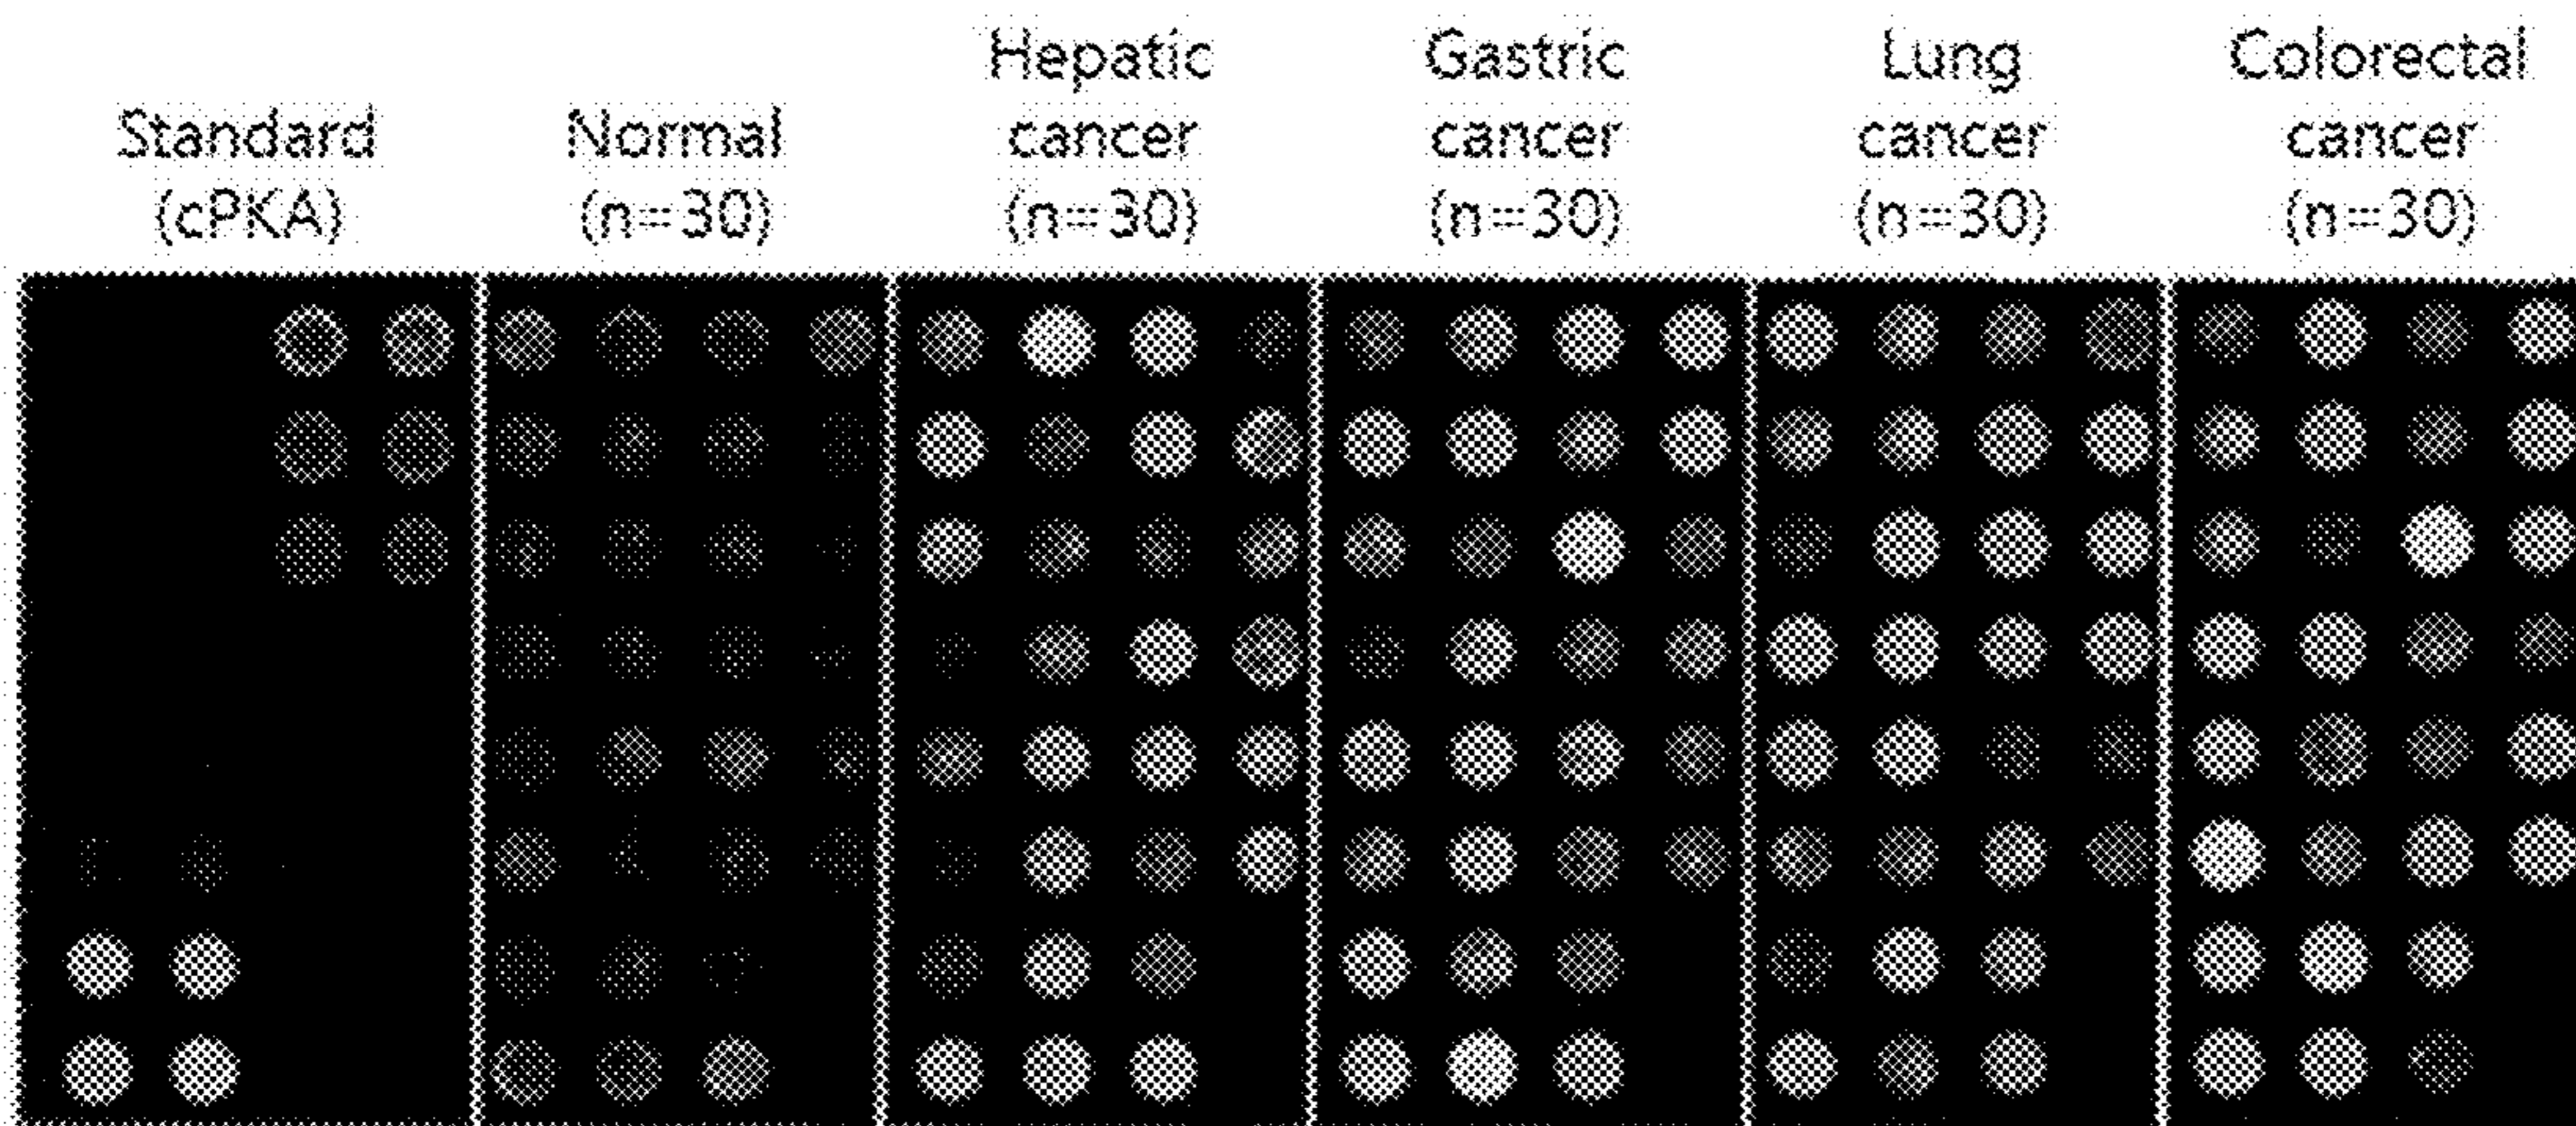 Standard
(cPKA)
Normal
(n=30)
Hepatic
cancer
(n=30)
Gastric
cancer
(n=30)
Lung
cancer
(n=30)
Colorectal
cancer
(n=30)